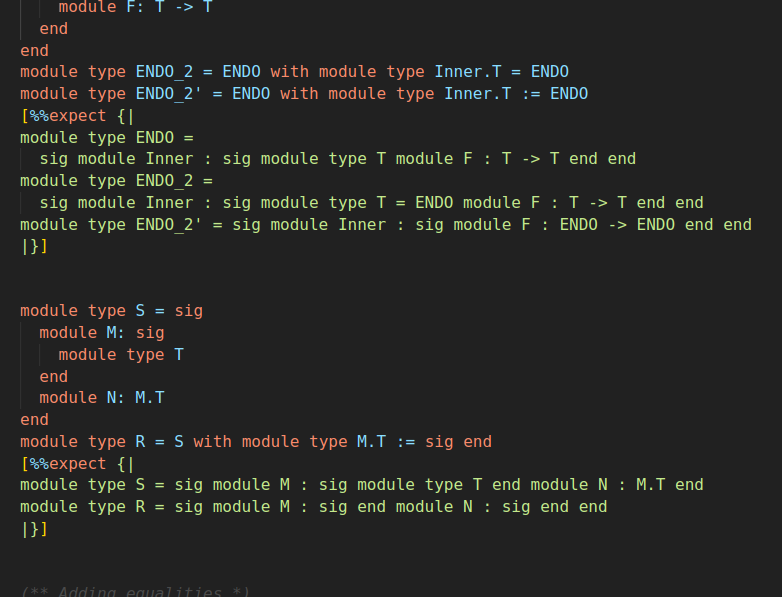 module F: T -> T
  end
end
module type ENDO_2 = ENDO with module type Inner.T = ENDO
module type ENDO_2' = ENDO with module type Inner.T := ENDO
[%%expect {|
module type ENDO =
  sig module Inner : sig module type T module F : T -> T end end
module type ENDO_2 =
  sig module Inner : sig module type T = ENDO module F : T -> T end end
module type ENDO_2' = sig module Inner : sig module F : ENDO -> ENDO end end
|}]
module type S = sig
  module M: sig
    module type T
  end
  module N: M.T
end
module type R = S with module type M.T := sig end
[%%expect {|
module type S = sig module M : sig module type T end module N : M.T end
module type R = sig module M : sig end module N : sig end end
|}]
(** Adding equalities *)